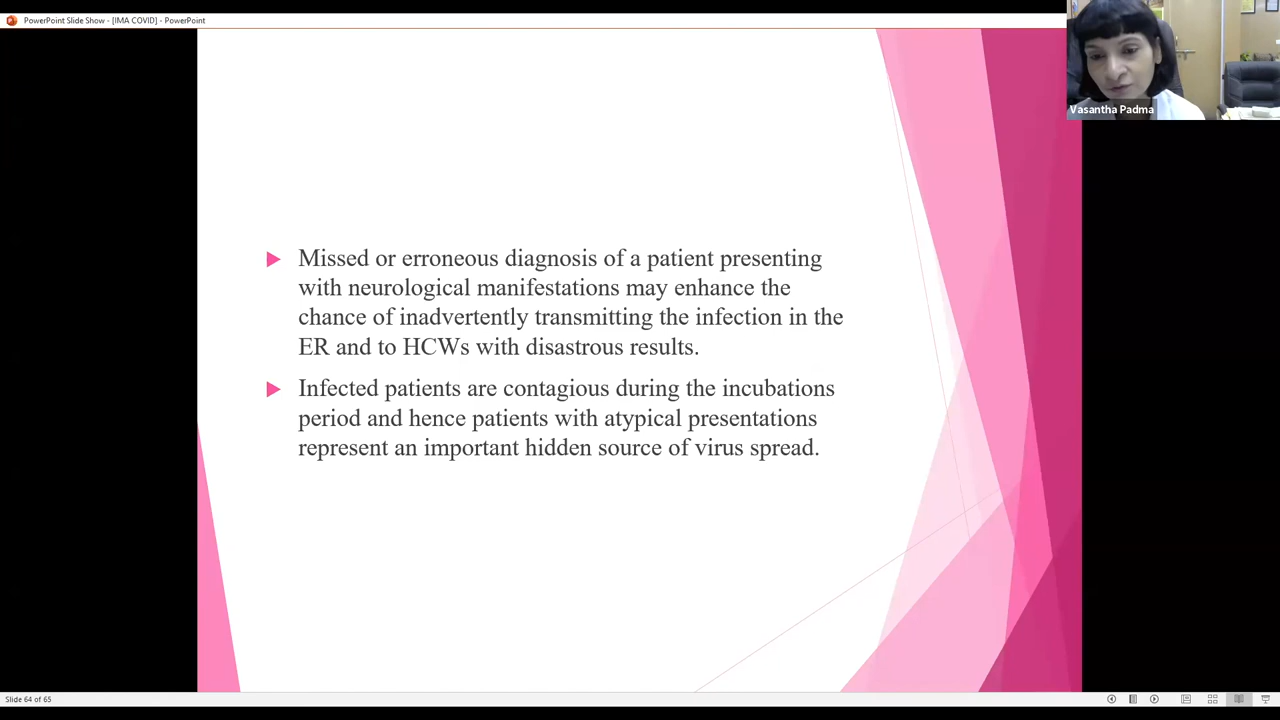 PowerPoint Slide Show - [IMA COVID] - PowerPoint
Vasantha Padma
Missed or erroneous diagnosis of a patient presenting
with neurological manifestations may enhance the
chance of inadvertently transmitting the infection in the
ER and to HCWs with disastrous results.
Infected patients are contagious during the incubations
period and hence patients with atypical presentations
represent an important hidden source of virus spread.
Slide 64 of 65